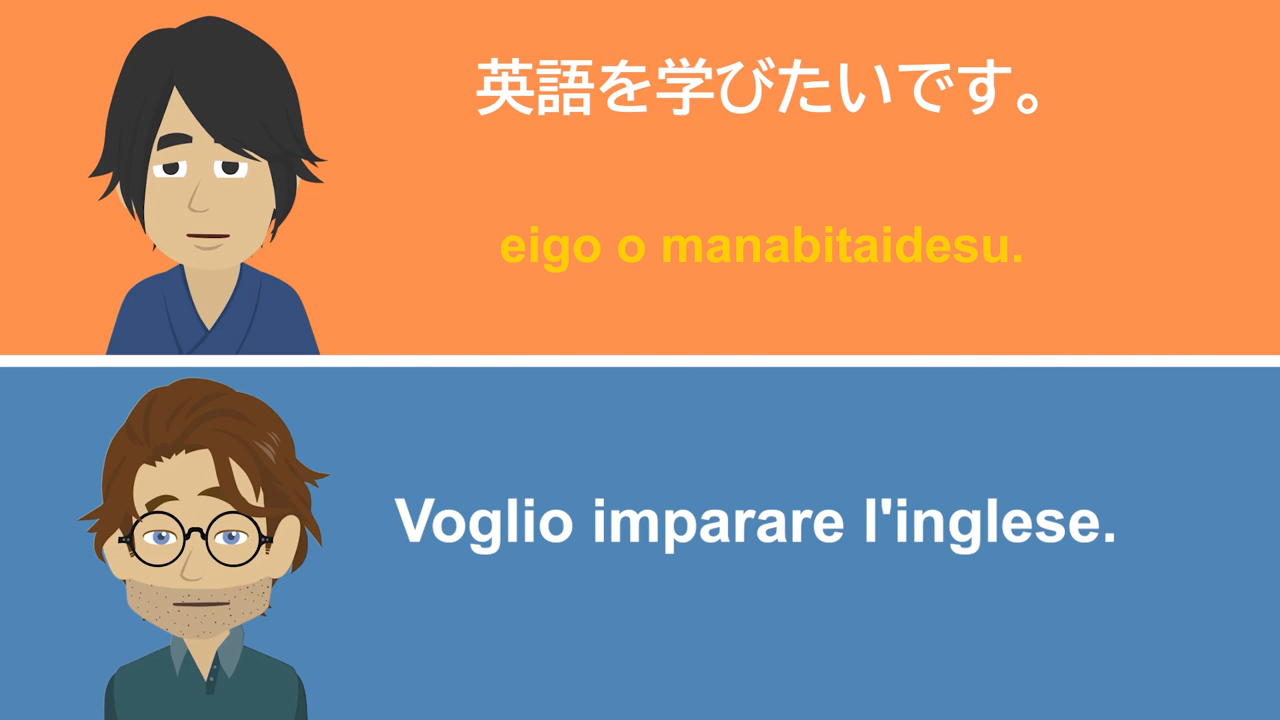 英語を学びたいです。
eigo o manabitaidesu.
Voglio imparare l'inglese.